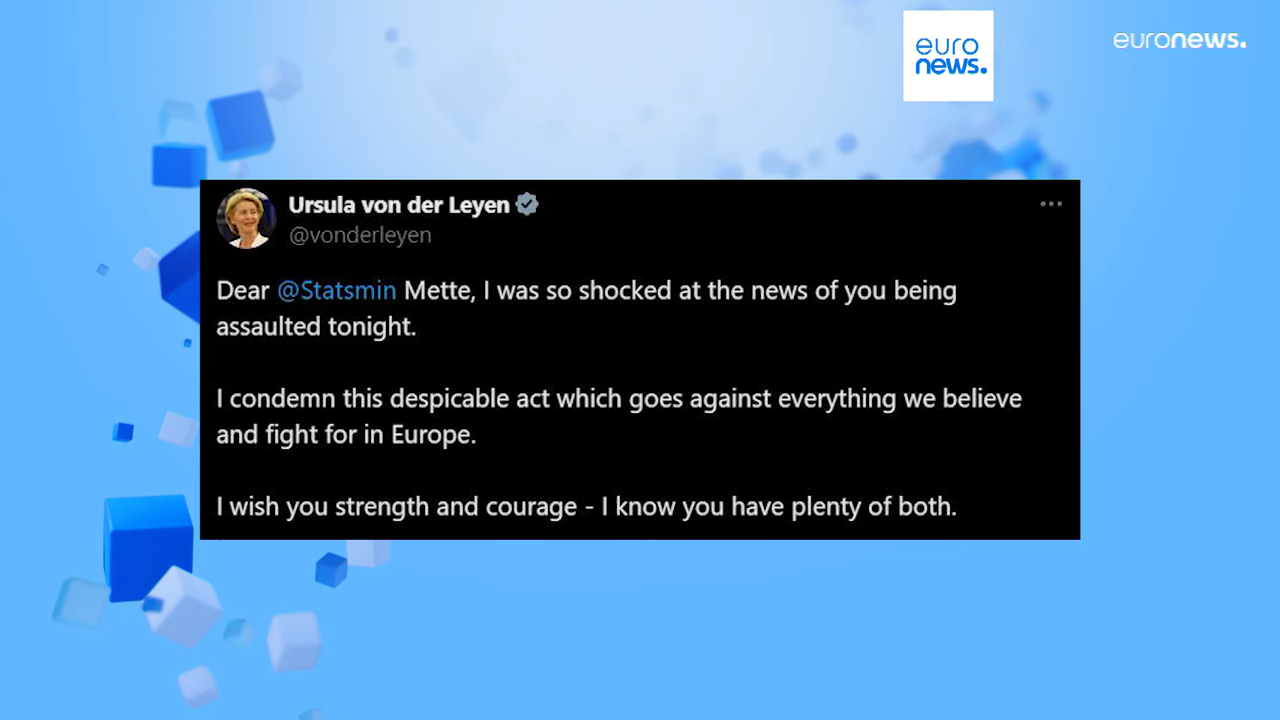 euro
news.
euronews.
Ursula von der Leyen
@vonderleyen
Dear @Statsmin Mette, I was so shocked at the news of you being
assaulted tonight.
I condemn this despicable act which goes against everything we believe
and fight for in Europe.
I wish you strength and courage - I know you have plenty of both.